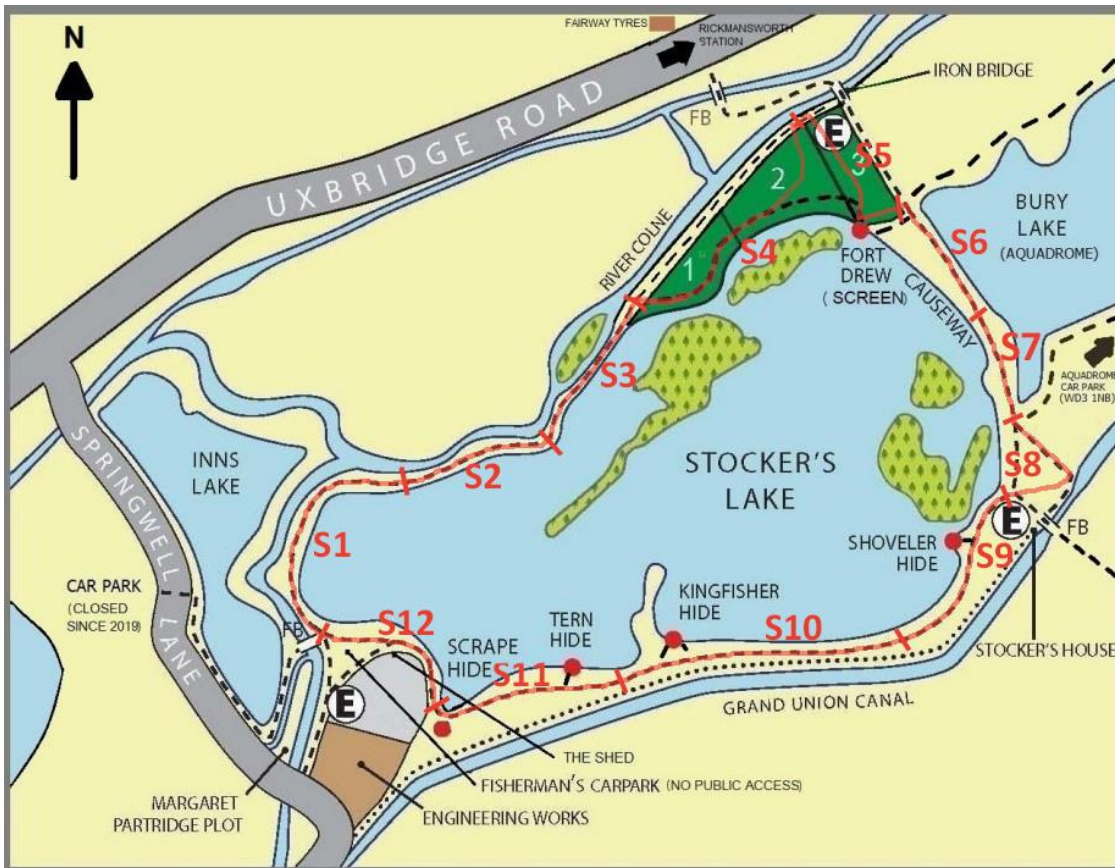 FAIRWAY TYRES
N
RICKMANSWORTH
STATION
UXBRIDGE ROAD
IRON BRIDGE
FB
E
S5
2
3
BURY
LAKE
(AQUADROME)
S6
S4
RIVER COLNE
1
FORT
DREW
(SCREEN)
CAUSEWAY
S7
S3
AQUADROME
CAR PARK
(WD3 1NB)
SPRINGWELL LANE
INNS
LAKE
S2
STOCKER'S
LAKE
S8
S1
E
FB
SHOVELER
HIDE
S9
CAR PARK
(CLOSED
SINCE 2019)
KINGFISHER
HIDE
FB
S12
TERN
HIDE
S10
SCRAPE
HIDE
S11
STOCKER'S HOUSE
E
GRAND UNION CANAL
THE SHED
FISHERMAN'S CARPARK (NO PUBLIC ACCESS)
MARGARET
PARTRIDGE PLOT
ENGINEERING WORKS